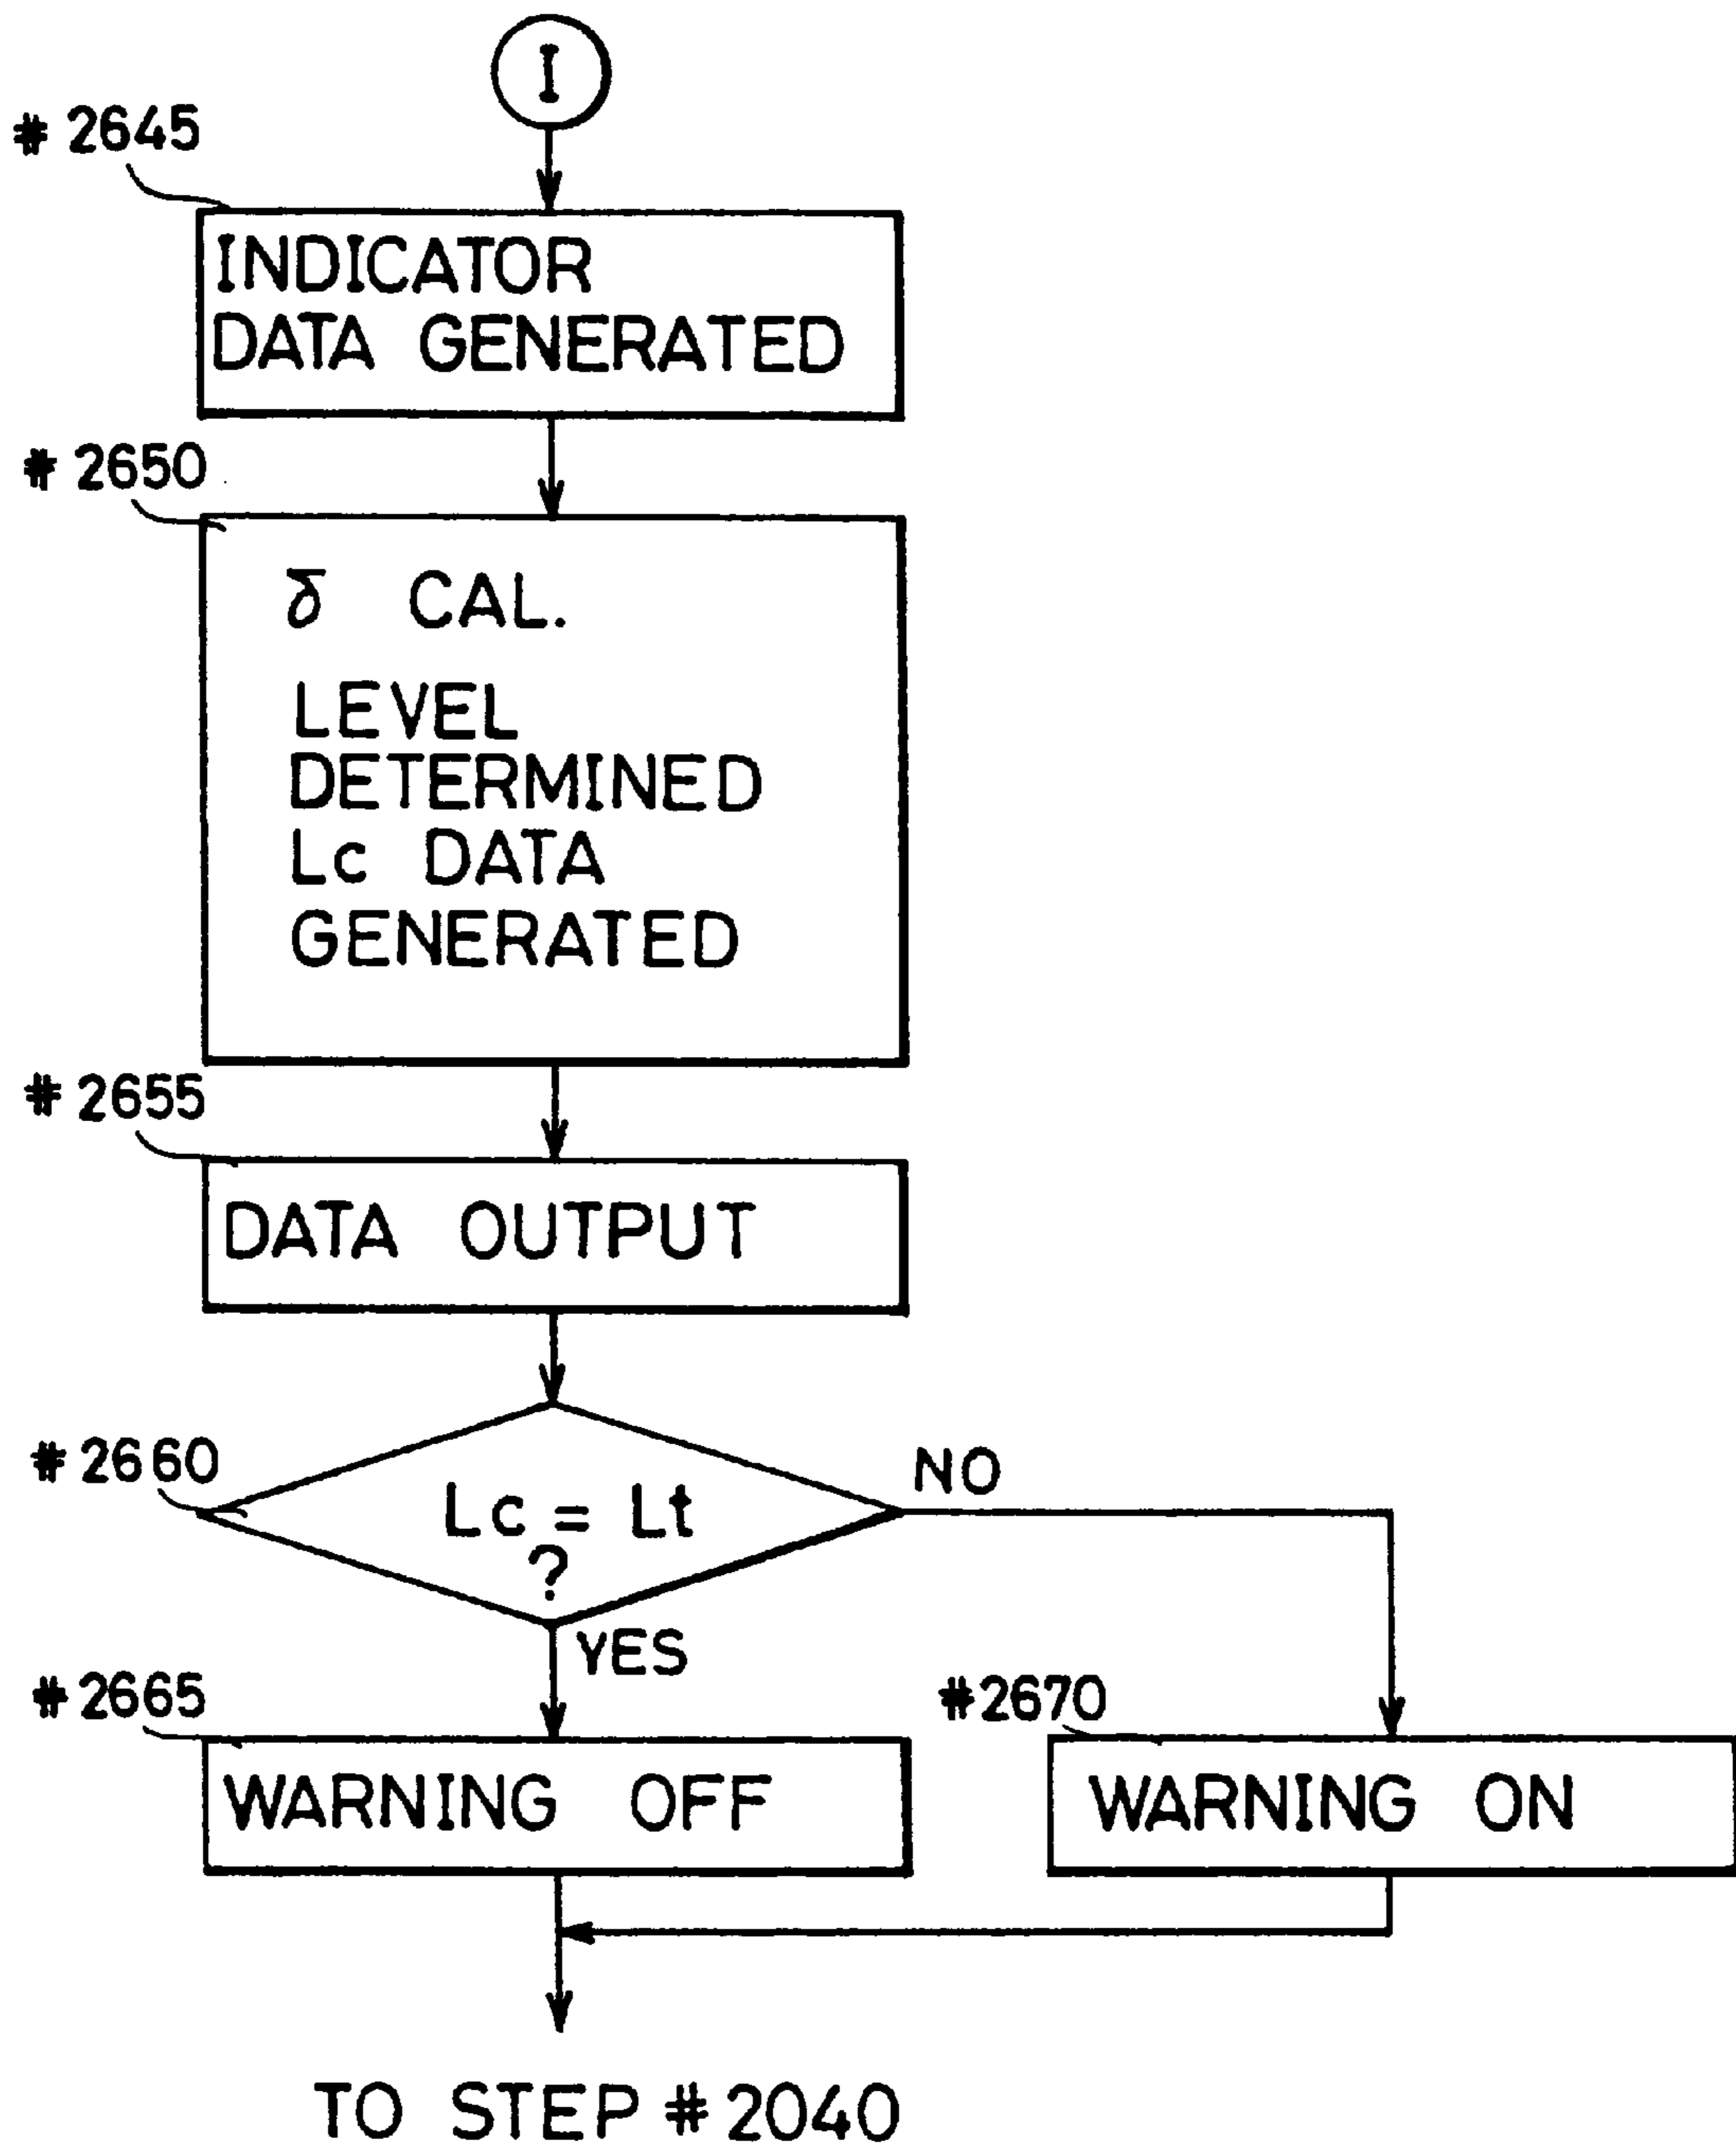 I
#2645
INDICATOR
DATA GENERATED
#2650
δ CAL.
LEVEL
DETERMINED
Lc DATA
GENERATED
#2655
DATA OUTPUT
#2660
Lc = Lt
?
NO
YES
#2665
WARNING OFF
#2670
WARNING ON
TO STEP #2040